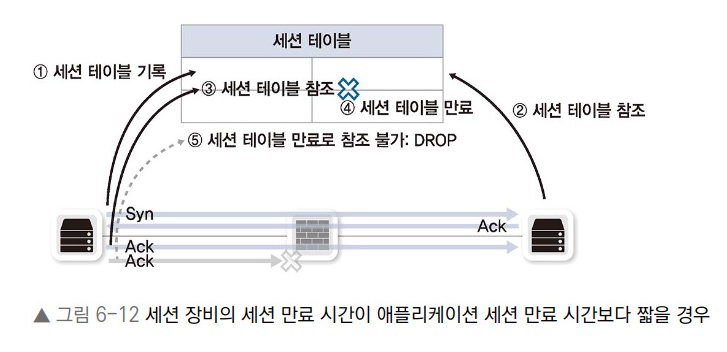 세션 테이블
① 세션 테이블 기록
③ 세션 테이블 참조
④ 세션 테이블 만료
② 세션 테이블 참조
⑤ 세션 테이블 만료로 참조 불가: DROP
Syn
Ack
Ack
Ack
▲ 그림 6-12 세션 장비의 세션 만료 시간이 애플리케이션 세션 만료 시간보다 짧을 경우